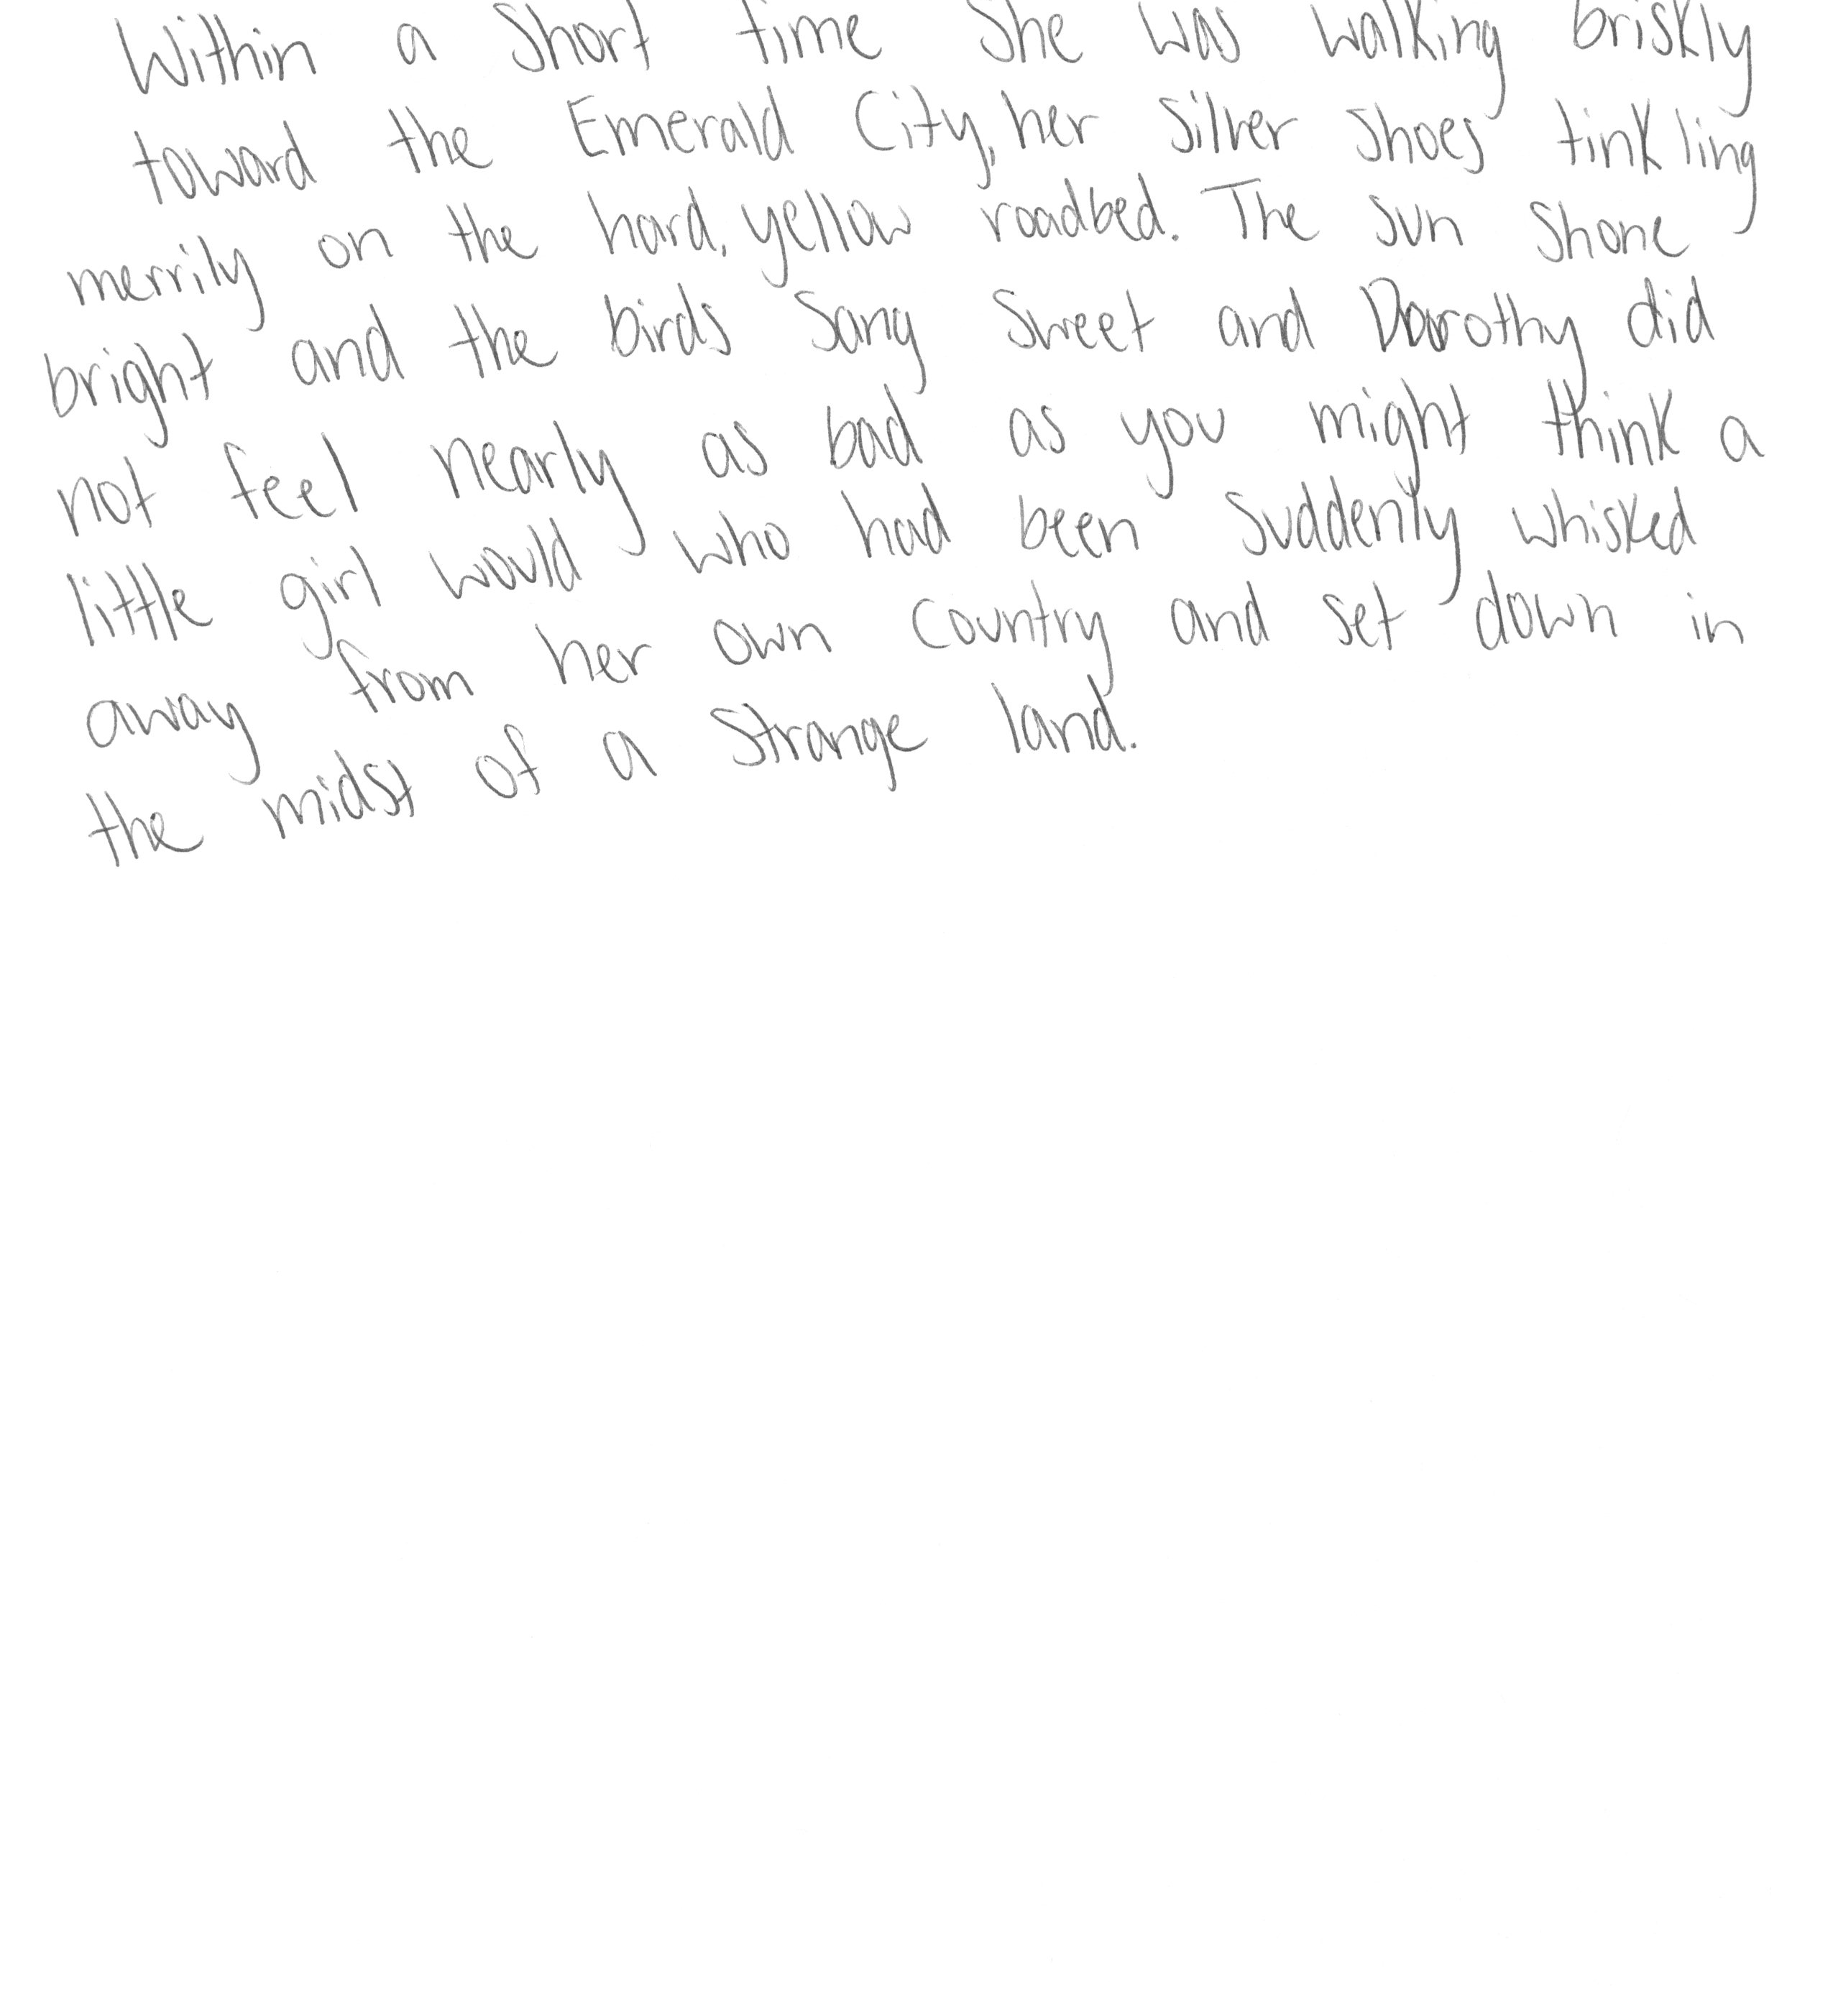 Within a short time she was walking briskly
toward the Emerald City, her silver shoes tinkling
merrily on the hard, yellow roadbed. The sun shone
bright and the birds sang sweet and Dorothy did
not feel nearly as bad as you might think a
little girl would who had been suddenly whisked
away from her own country and set down in
the midst of a strange land.